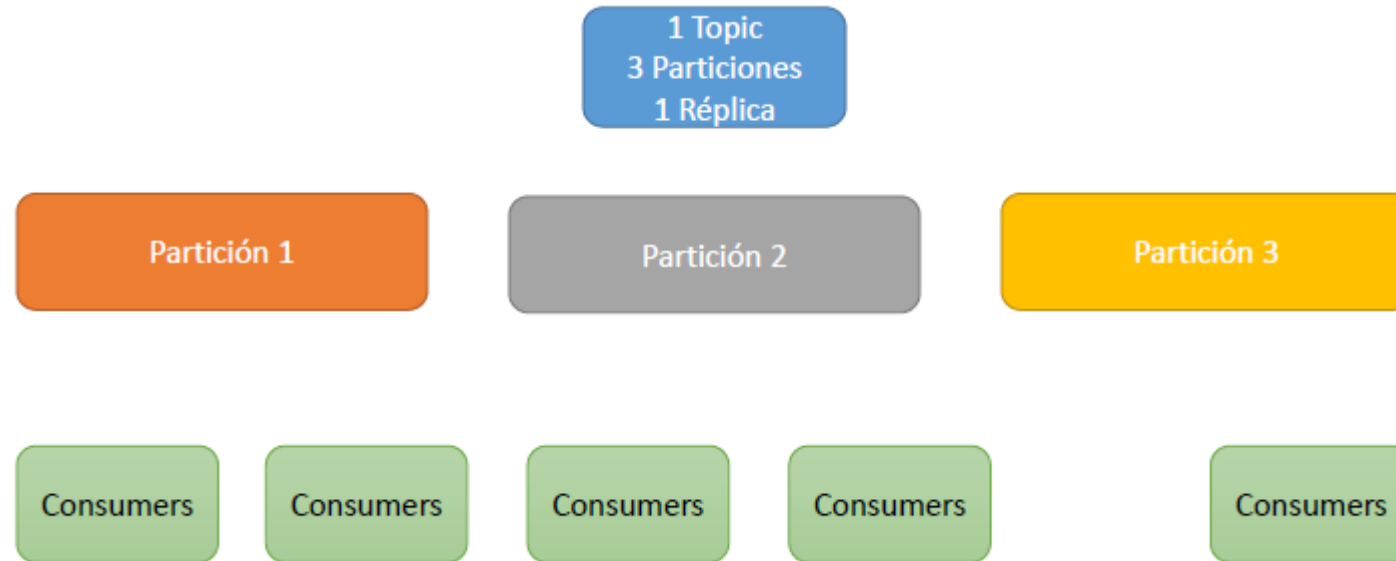 1 Topic
3 Particiones
1 Réplica
Partición 1
Partición 2
Partición 3
Consumers
Consumers
Consumers
Consumers
Consumers